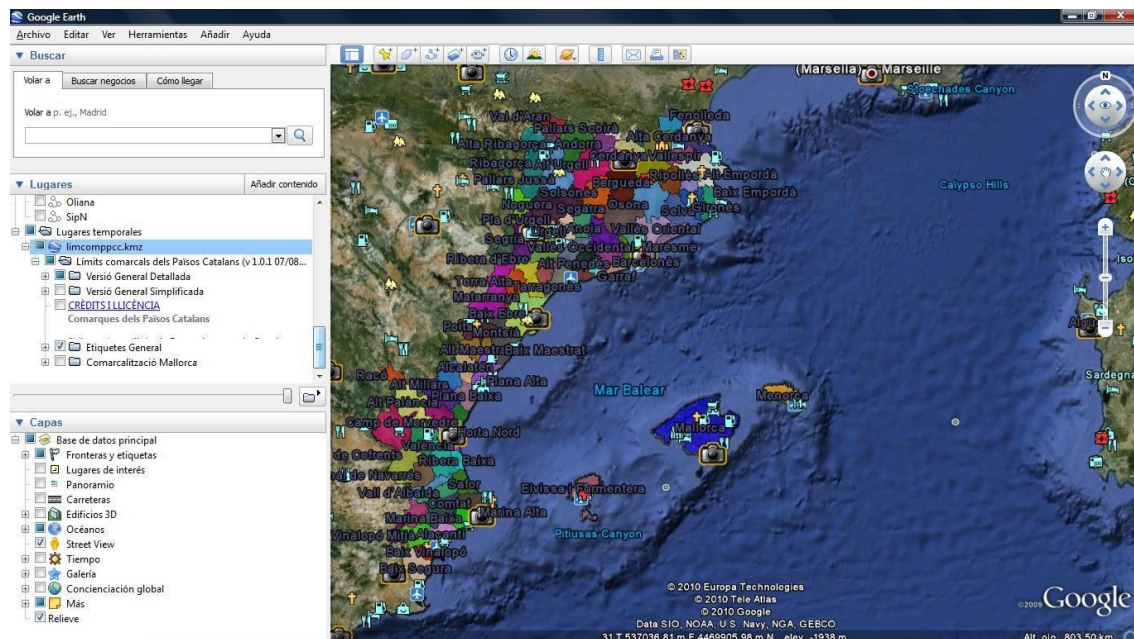 Google Earth
Archivo Editar Ver Herramientas Añadir Ayuda
Buscar
Volar a Buscar negocios Cómo llegar
Volar a p. ej., Madrid
Lugares Añadir contenido
Oliana
SipN
Lugares temporales
limcomppcc.kmz
Límits comarcals dels Països Catalans (v 1.0.1 07/08...
Versió General Detallada
Versió General Simplificada
CRÈDITS I LLICÈNCIA
Comarques dels Països Catalans
Etiquetes General
Comarcalització Mallorca
Capas
Base de datos principal
Fronteras y etiquetas
Lugares de interés
Panoramio
Carreteras
Edificios 3D
Océanos
Street View
Tiempo
Galería
Concienciación global
Más
Relieve
(Marsella) Marseille
N
Stoechades Canyon
Val d'Aran
Fenolleda
Pallars Sobirà
Alta Cerdanya
Alta Ribagorça Andorra
Ribagorça Alt Urgell Cerdanya Vallespir
Pallars Jussà
Berguedà Ripollès Alt Empordà
Calypso Hills
Solsonès
Baix Empordà
Noguera Segarra Osona
Selva Gironès
Pla d'Urgell
Urgell Anoia Vallès Oriental
Segrià
Vallès Occidental Maresme
Ribera d'Ebre Alt Penedès Barcelonès
Garraf
Terra Alta
Tarragonès
Matarranya
Baix Ebre
Ports
Montsià
Alt Maestrat Baix Maestrat
Alcalatén
Racó
Alt Millars
Plana Alta
Plana Baixa
Alt Palància
Camp de Morvedre
Horta Nord
València
de Cofrents Ribera Baixa
Navarrés
Safor
Vall d'Albaida
Comtat
Marina Alta
Marina Baixa
Vinalopó Mitjà Alacantí
Baix Vinalopó
Baix Segura
Mar Balear
Menorca
Mallorca
Eivissa i Formentera
Pitiusas Canyon
Sardegna
© 2010 Europa Technologies
© 2010 Tele Atlas
© 2010 Google
Data SIO, NOAA, U.S. Navy, NGA, GEBCO
©2009 Google
31 T 537036.81 m E 4469905.98 m N elev. -1938 m
Alt. ojo 803.50 km